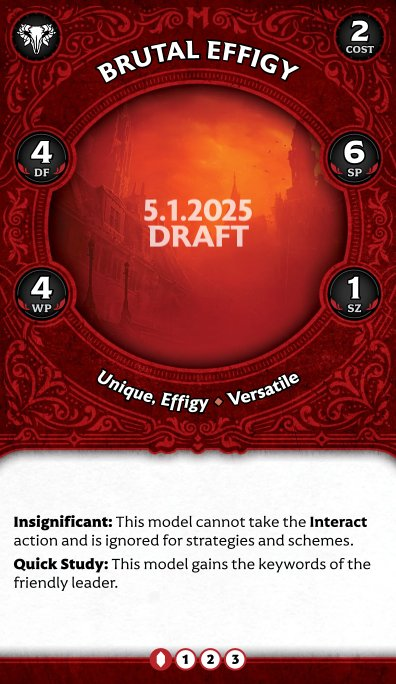 2
COST
BRUTAL EFFIGY
4
DF
6
SP
5.1.2025
DRAFT
4
WP
1
SZ
Unique, Effigy • Versatile
Insignificant: This model cannot take the Interact
action and is ignored for strategies and schemes.
Quick Study: This model gains the keywords of the
friendly leader.
1 2 3